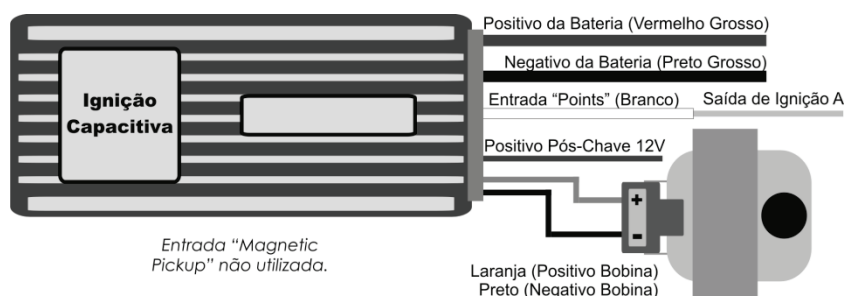 Positivo da Bateria (Vermelho Grosso)
Negativo da Bateria (Preto Grosso)
Entrada “Points” (Branco) Saída de Ignição A
Ignição
Capacitiva
Positivo Pós-Chave 12V
+
-
Entrada “Magnetic
Pickup” não utilizada.
Laranja (Positivo Bobina)
Preto (Negativo Bobina)